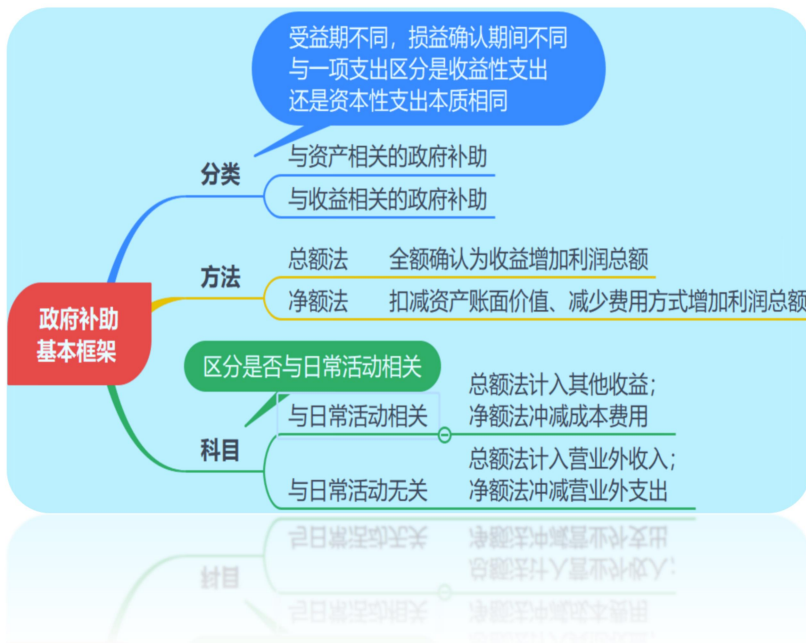 受益期不同，损益确认期间不同
与一项支出区分是收益性支出
还是资本性支出本质相同
分类
与资产相关的政府补助
与收益相关的政府补助
方法
总额法 全额确认为收益增加利润总额
净额法 扣减资产账面价值、减少费用方式增加利润总额
政府补助
基本框架
区分是否与日常活动相关
科目
与日常活动相关
总额法计入其他收益；
净额法冲减成本费用
与日常活动无关
总额法计入营业外收入；
净额法冲减营业外支出